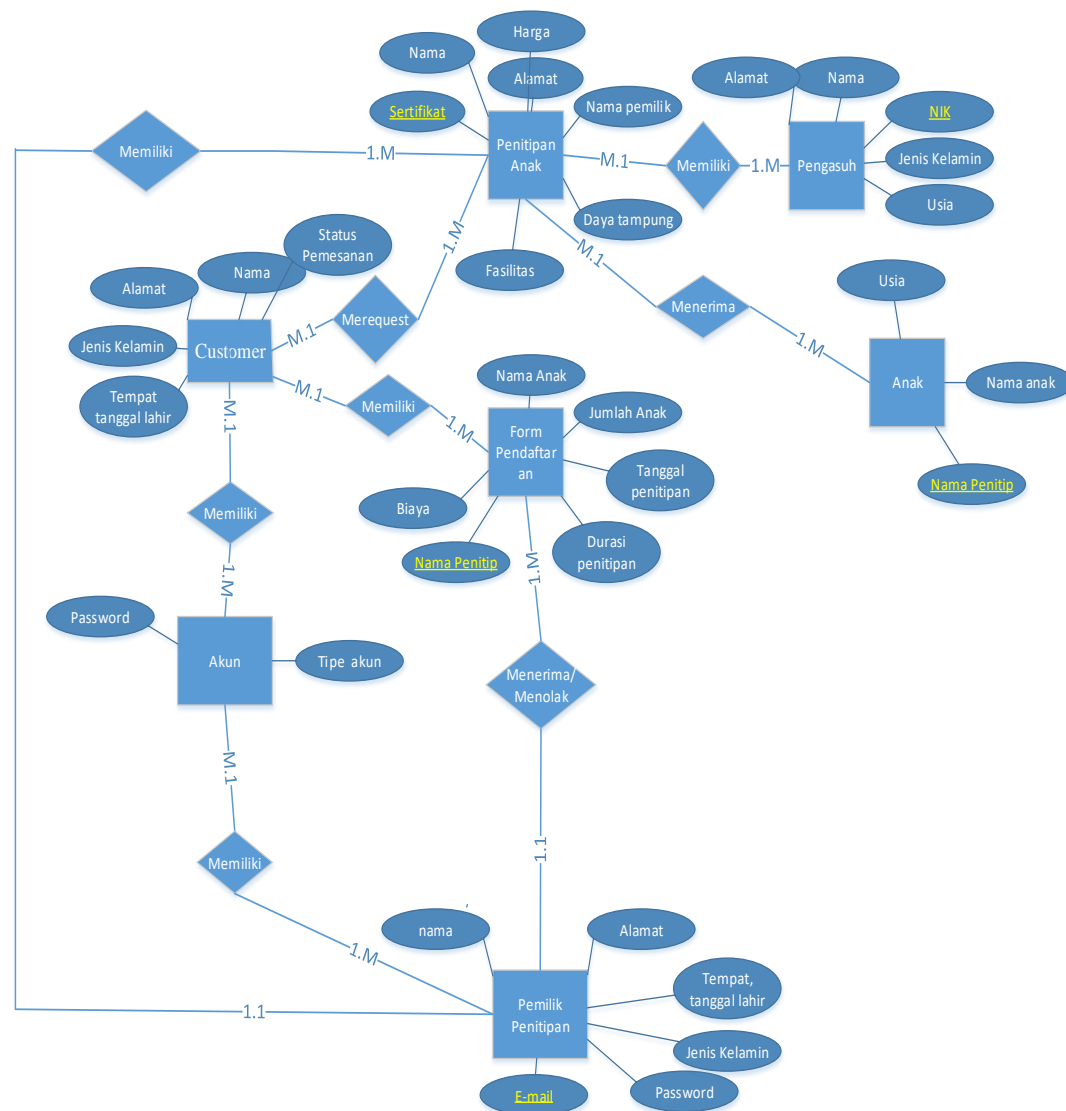 Harga
Nama
Alamat
Alamat
Nama
Sertifikat
Nama pemilik
NIK
Memiliki
1.M
Penitipan
Anak
M.1
Memiliki
1.M
Pengasuh
Jenis Kelamin
Usia
Daya tampung
Status
Pemesanan
1.M
M.1
Fasilitas
Nama
Alamat
Usia
Menerima
Merequest
M.1
Customer
Jenis Kelamin
1.M
Nama Anak
Tempat
tanggal lahir
M.1
Memiliki
1.M
Anak
Nama anak
Jumlah Anak
M.1
Form
Pendaftar
an
Tanggal
penitipan
Nama Penitip
Biaya
Memiliki
Durasi
penitipan
Nama Penitip
1.M
1.M
Password
Akun
Tipe akun
Menerima/
Menolak
M.1
1.1
Memiliki
nama
Alamat
1.M
Tempat,
tanggal lahir
1.1
Pemilik
Penitipan
Jenis Kelamin
E-mail
Password